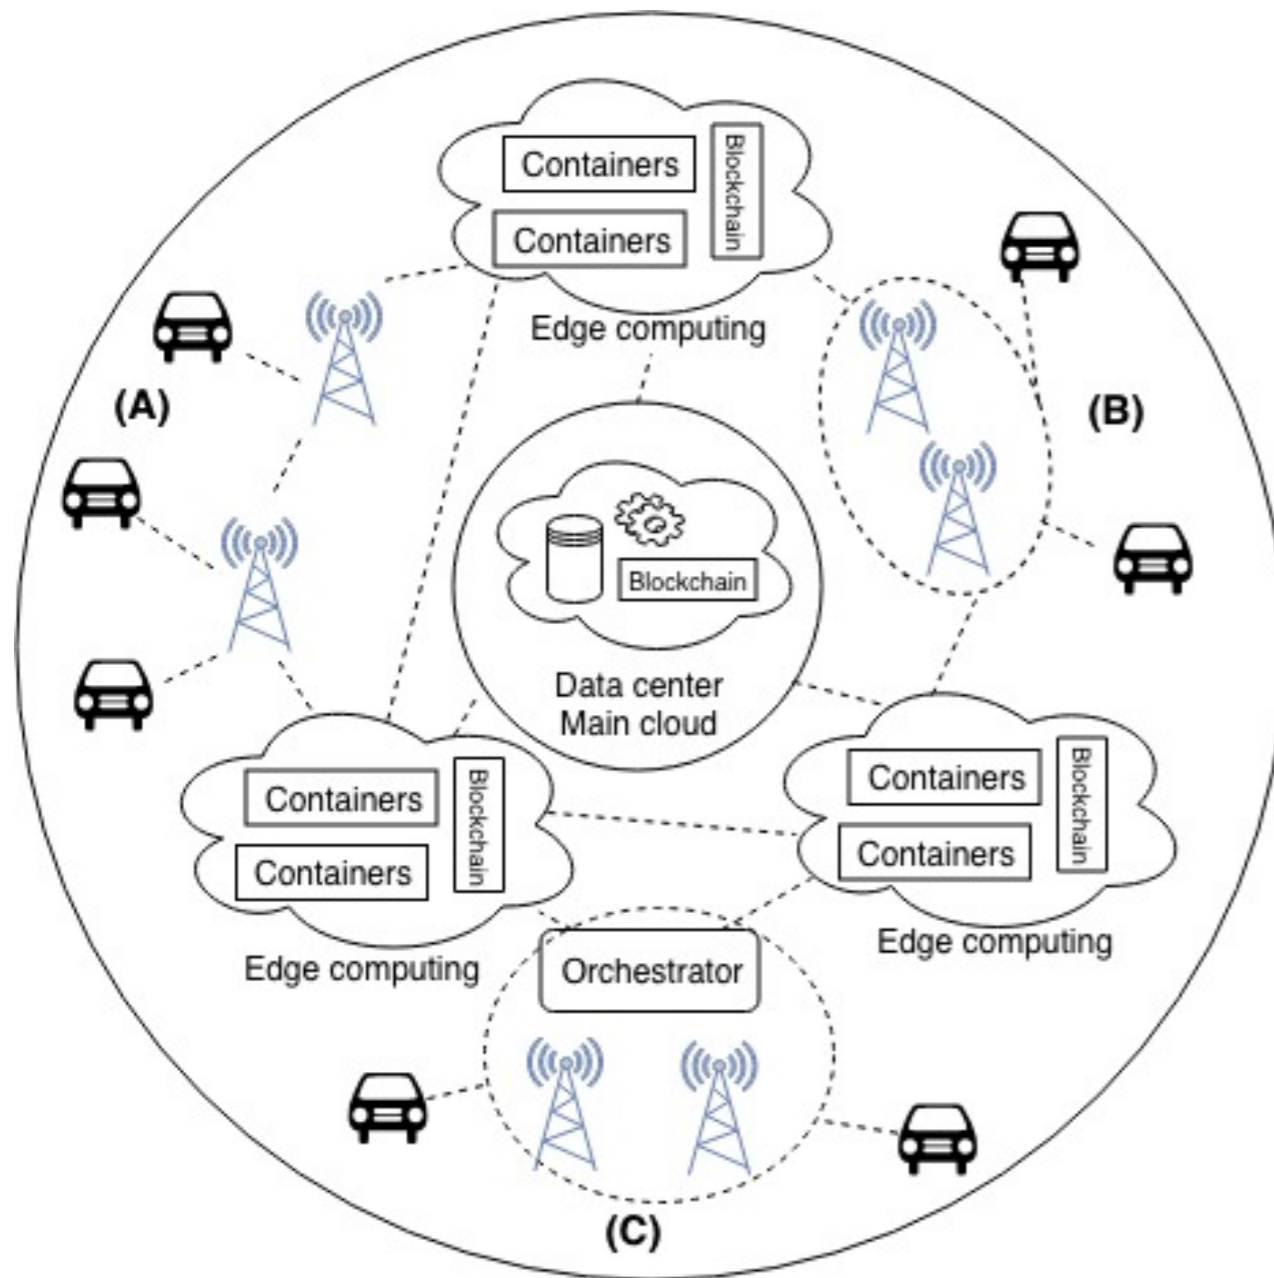 Containers
Blockchain
Containers
Edge computing
(A)
(B)
Blockchain
Data center
Main cloud
Containers
Blockchain
Containers
Edge computing
Containers
Blockchain
Containers
Edge computing
Orchestrator
(C)